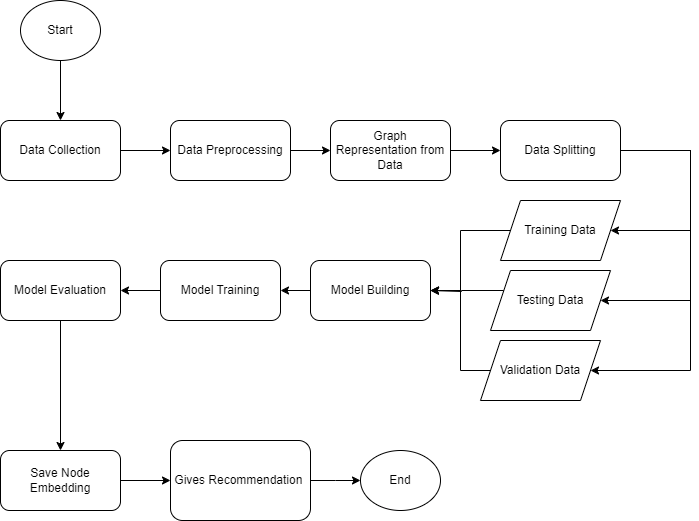 Start
Data Collection
Data Preprocessing
Graph
Representation from
Data
Data Splitting
Training Data
Testing Data
Validation Data
Model Building
Model Training
Model Evaluation
Save Node
Embedding
Gives Recommendation
End